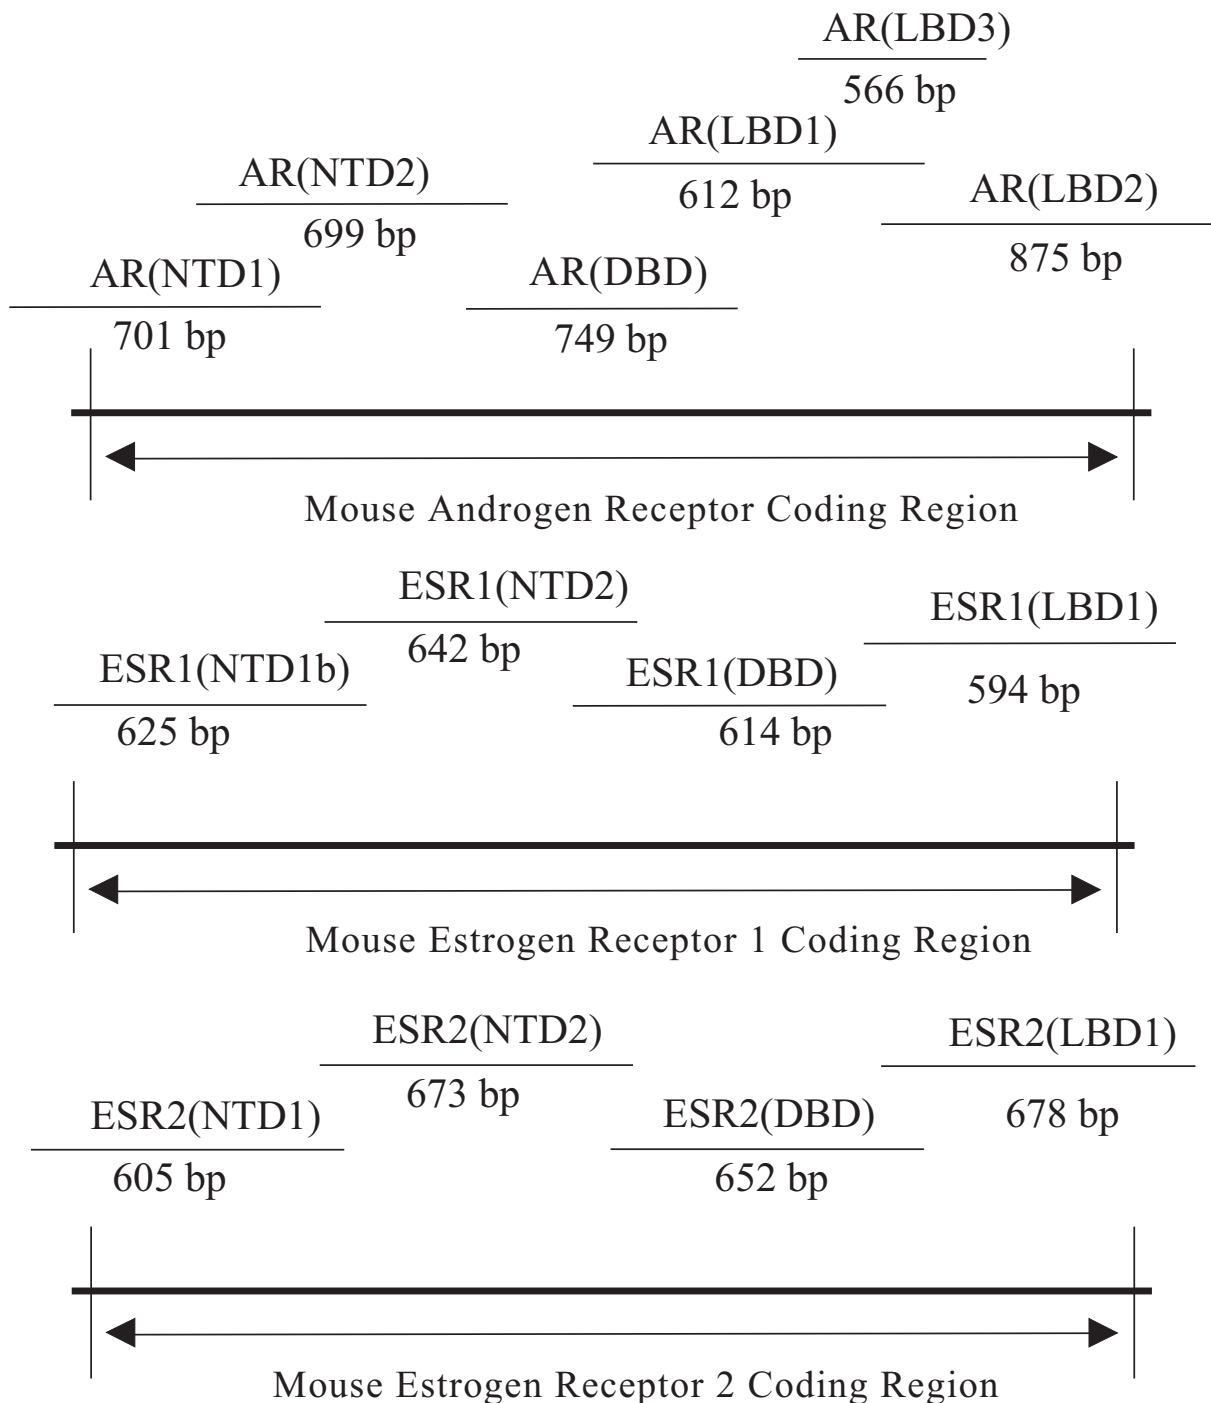 AR(LBD3)
566 bp
AR(LBD1)
612 bp
AR(NTD2)
699 bp
AR(LBD2)
875 bp
AR(NTD1)
701 bp
AR(DBD)
749 bp
Mouse Androgen Receptor Coding Region
ESR1(NTD2)
642 bp
ESR1(LBD1)
594 bp
ESR1(NTD1b)
625 bp
ESR1(DBD)
614 bp
Mouse Estrogen Receptor 1 Coding Region
ESR2(NTD2)
673 bp
ESR2(LBD1)
678 bp
ESR2(NTD1)
605 bp
ESR2(DBD)
652 bp
Mouse Estrogen Receptor 2 Coding Region